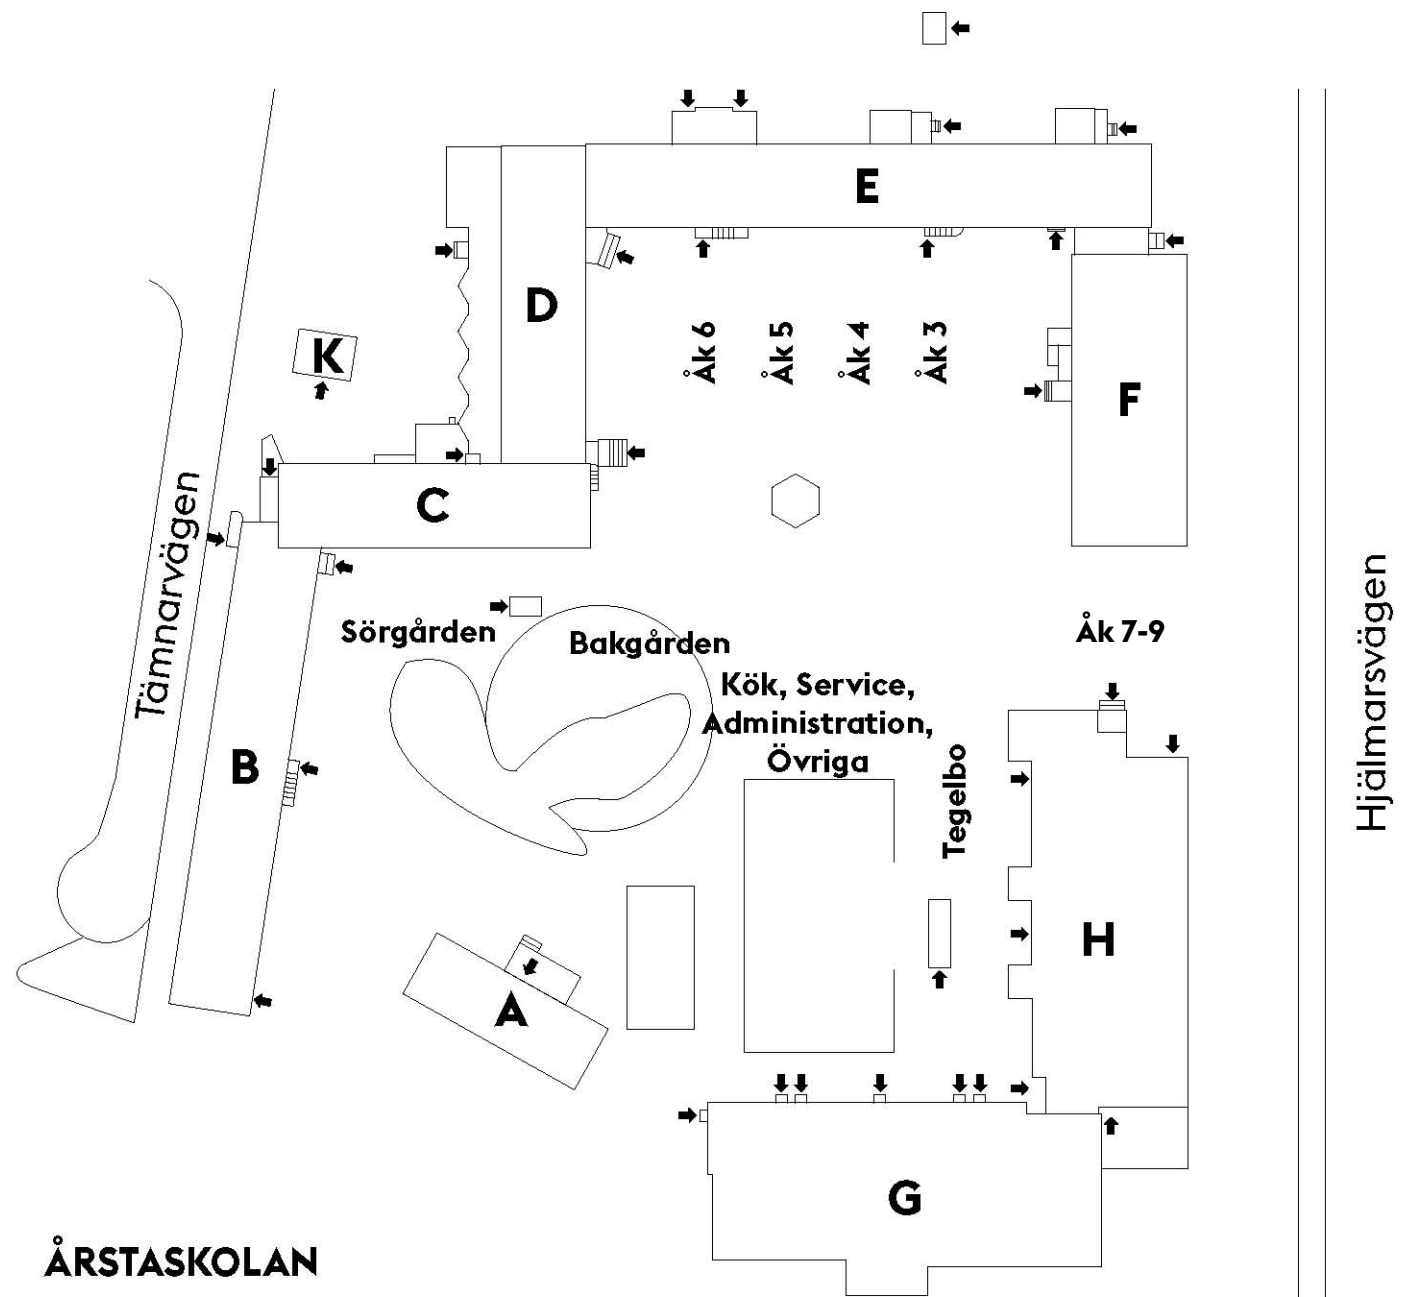 E
D
K
Åk 6
Åk 5
Åk 4
Åk 3
F
C
Tämnarvägen
Sörgården
Bakgården
Åk 7-9
Hjälmarsvägen
Kök, Service,
Administration,
Övriga
Tegelbo
B
H
A
G
ÅRSTASKOLAN